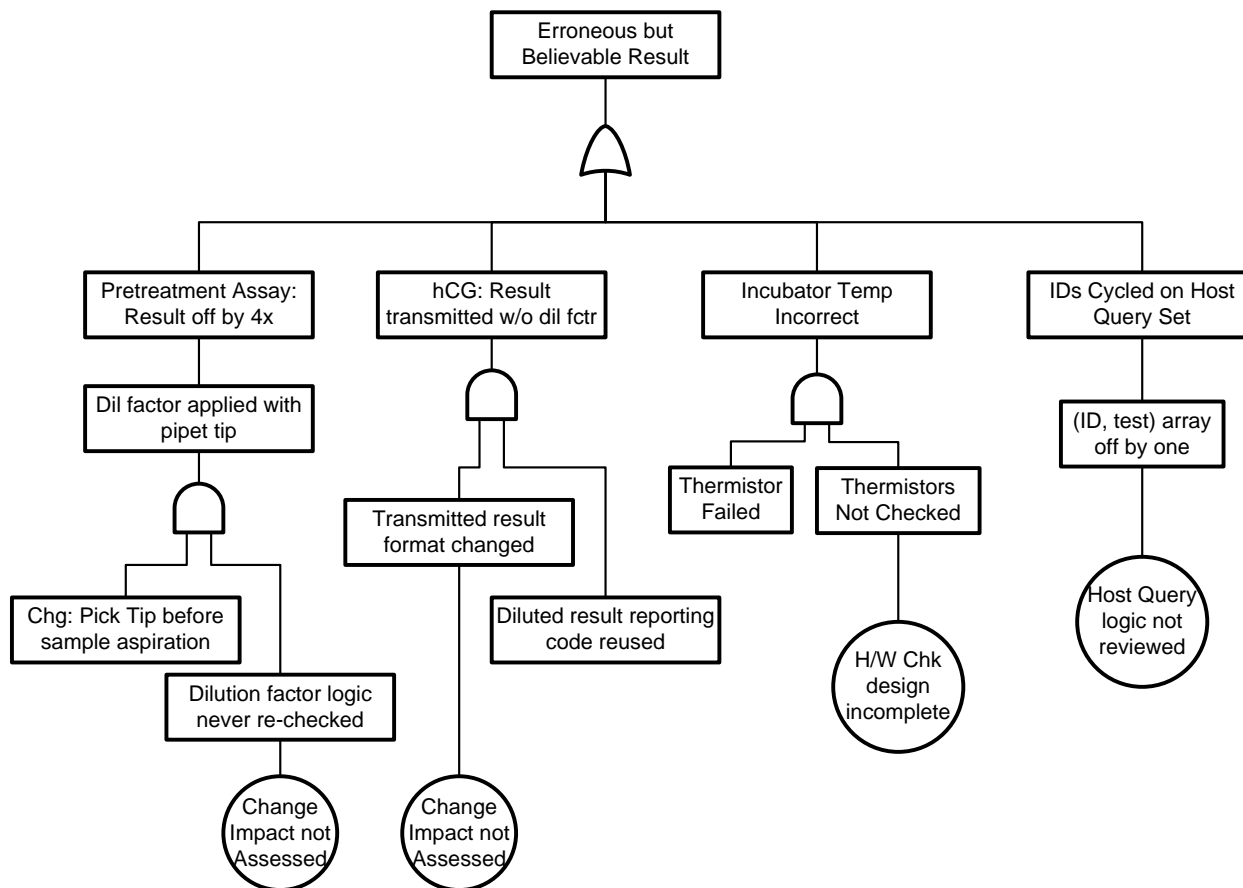 Erroneous but
Believable Result
Pretreatment Assay:
Result off by 4x
hCG: Result
transmitted w/o dil fctr
Incubator Temp
Incorrect
IDs Cycled on Host
Query Set
Dil factor applied with
pipet tip
(ID, test) array
off by one
Thermistor
Failed
Thermistors
Not Checked
Transmitted result
format changed
Chg: Pick Tip before
sample aspiration
Diluted result reporting
code reused
Host Query
logic not
reviewed
H/W Chk
design
incomplete
Dilution factor logic
never re-checked
Change
Impact not
Assessed
Change
Impact not
Assessed